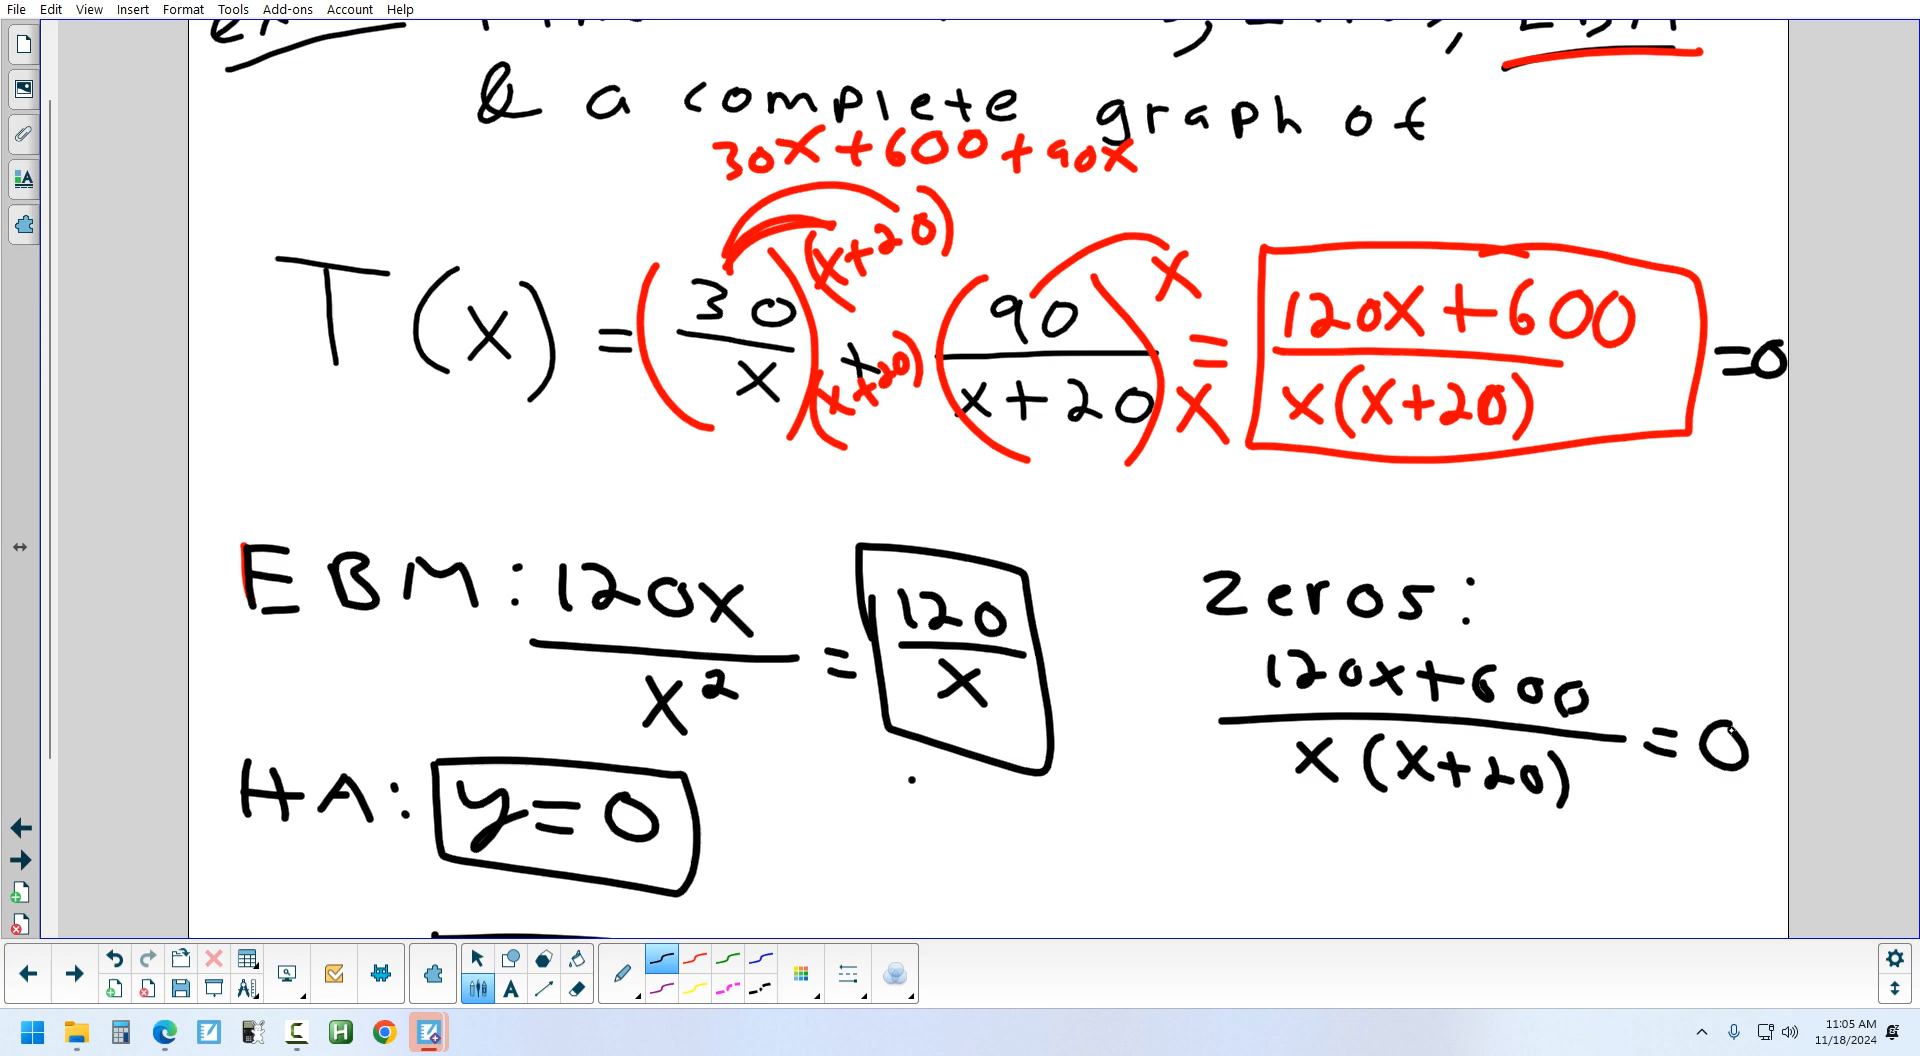 File Edit View Insert Format Tools Add-ons Account Help
EBM
& a complete graph of
30x+600+90x
T(x) = (30/x) (x+20)/(x+20) + (90/(x+20)) x/x = (120x+600)/(x(x+20)) =0
EBM: 120x/x² = 120/x
HA: y=0
Zeros:
(120x+600)/(x(x+20)) = 0
11:05 AM
11/18/2024